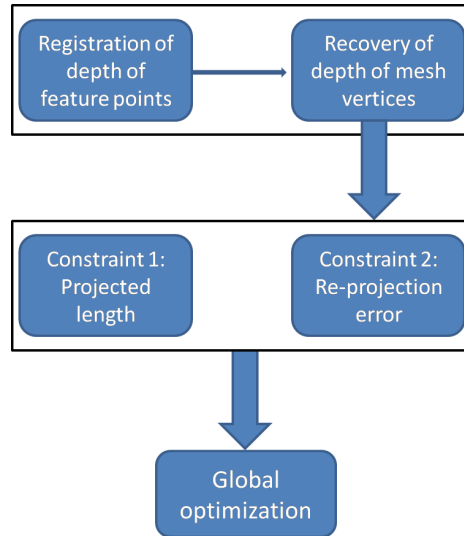 Registration of
depth of
feature points
Recovery of
depth of mesh
vertices
Constraint 1:
Projected
length
Constraint 2:
Re-projection
error
Global
optimization